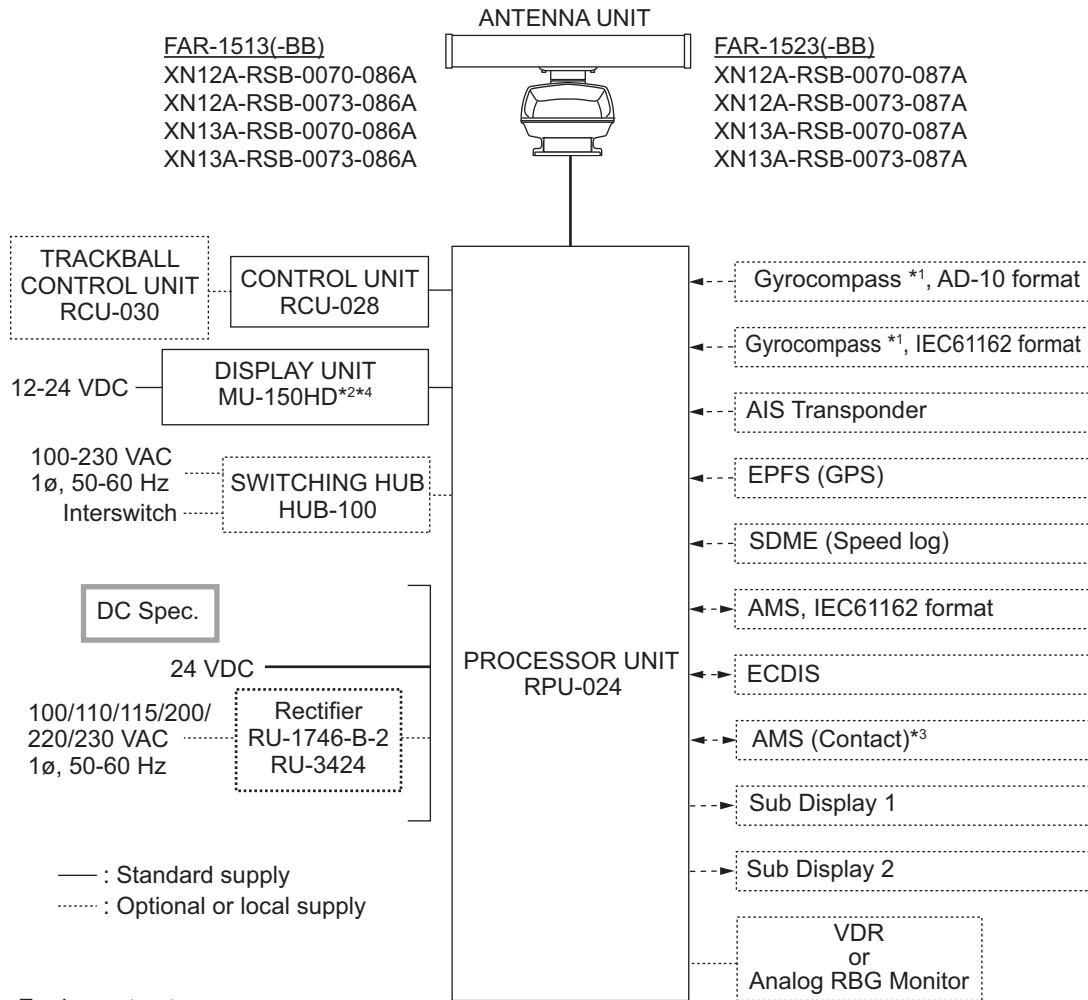 ANTENNA UNIT
FAR-1513(-BB)
XN12A-RSB-0070-086A
XN12A-RSB-0073-086A
XN13A-RSB-0070-086A
XN13A-RSB-0073-086A
FAR-1523(-BB)
XN12A-RSB-0070-087A
XN12A-RSB-0073-087A
XN13A-RSB-0070-087A
XN13A-RSB-0073-087A
TRACKBALL
CONTROL UNIT
RCU-030
CONTROL UNIT
RCU-028
12-24 VDC
DISPLAY UNIT
MU-150HD*2*4
100-230 VAC
1ø, 50-60 Hz
Interswitch
SWITCHING HUB
HUB-100
DC Spec.
24 VDC
100/110/115/200/
220/230 VAC
1ø, 50-60 Hz
Rectifier
RU-1746-B-2
RU-3424
PROCESSOR UNIT
RPU-024
Gyrocompass *1, AD-10 format
Gyrocompass *1, IEC61162 format
AIS Transponder
EPFS (GPS)
SDME (Speed log)
AMS, IEC61162 format
ECDIS
AMS (Contact)*3
Sub Display 1
Sub Display 2
VDR
or
Analog RBG Monitor
: Standard supply
: Optional or local supply